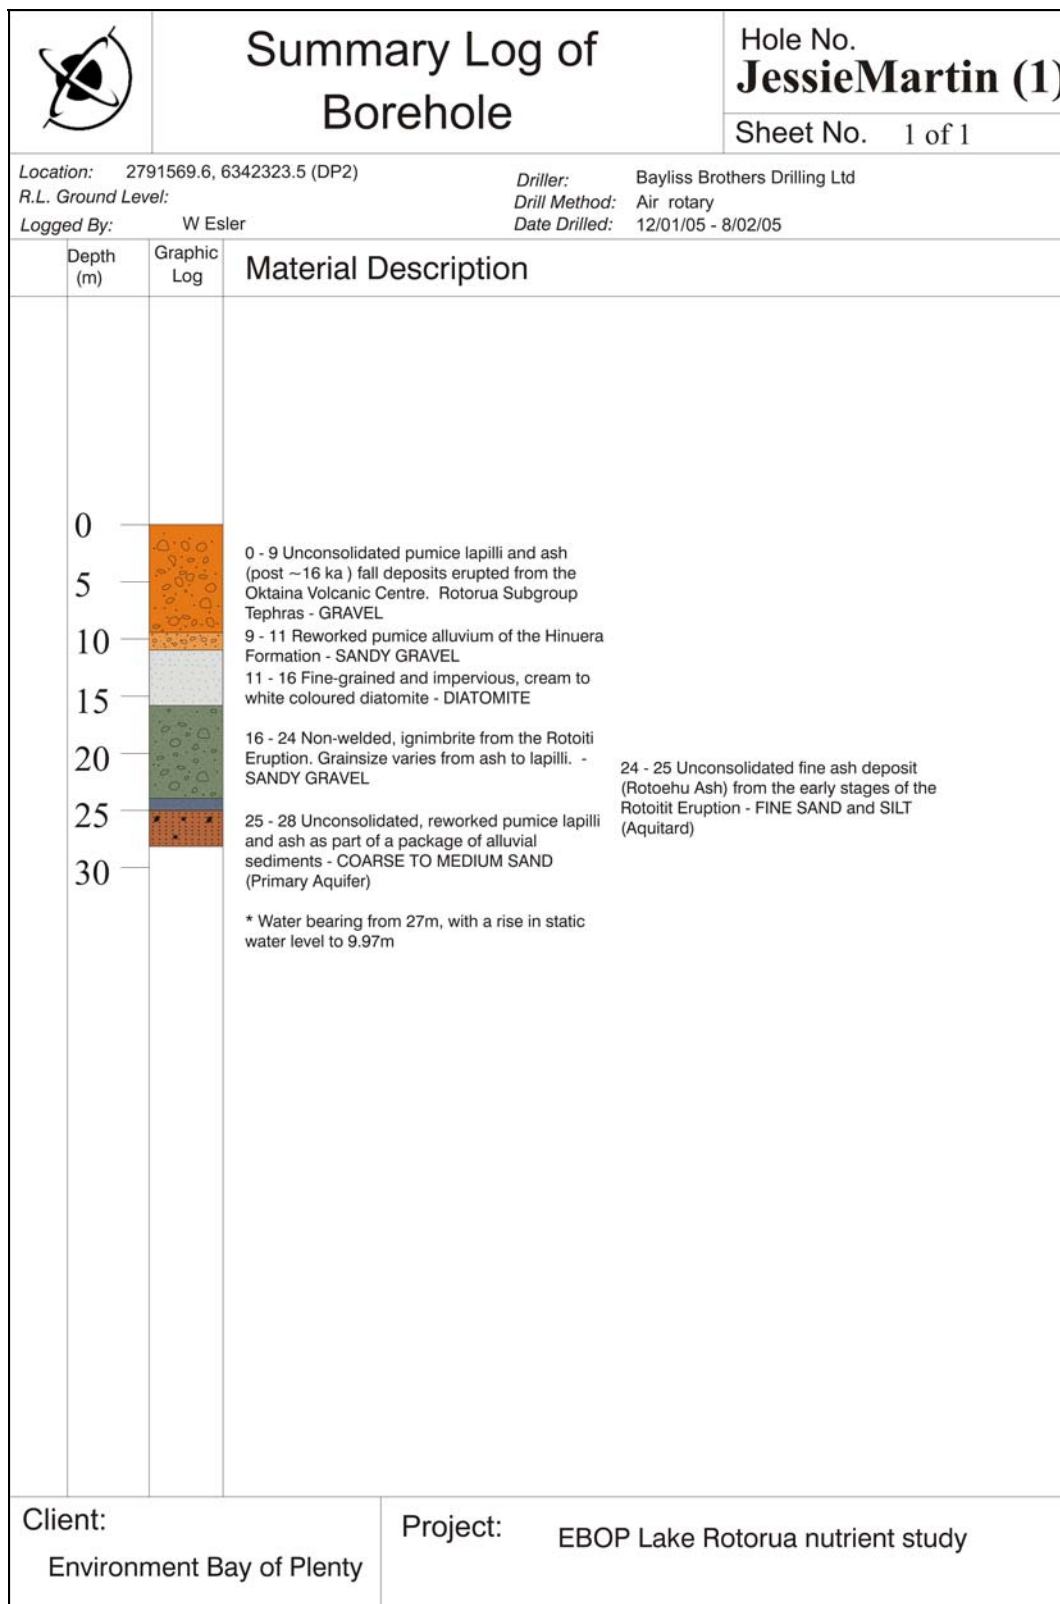 Summary Log of
Borehole
Hole No.
JessieMartin (1)
Sheet No. 1 of 1
Location: 2791569.6, 6342323.5 (DP2)
R.L. Ground Level:
Logged By: W Esler
Driller: Bayliss Brothers Drilling Ltd
Drill Method: Air rotary
Date Drilled: 12/01/05 - 8/02/05
Depth
(m)
Graphic
Log
Material Description
0
5
10
15
20
25
30
0 - 9 Unconsolidated pumice lapilli and ash
(post ~16 ka ) fall deposits erupted from the
Oktaina Volcanic Centre. Rotorua Subgroup
Tephras - GRAVEL
9 - 11 Reworked pumice alluvium of the Hinuera
Formation - SANDY GRAVEL
11 - 16 Fine-grained and impervious, cream to
white coloured diatomite - DIATOMITE
16 - 24 Non-welded, ignimbrite from the Rotoiti
Eruption. Grainsize varies from ash to lapilli. -
SANDY GRAVEL
24 - 25 Unconsolidated fine ash deposit
(Rotoehu Ash) from the early stages of the
Rotoitit Eruption - FINE SAND and SILT
(Aquitard)
25 - 28 Unconsolidated, reworked pumice lapilli
and ash as part of a package of alluvial
sediments - COARSE TO MEDIUM SAND
(Primary Aquifer)
* Water bearing from 27m, with a rise in static
water level to 9.97m
Client:
Environment Bay of Plenty
Project: EBOP Lake Rotorua nutrient study